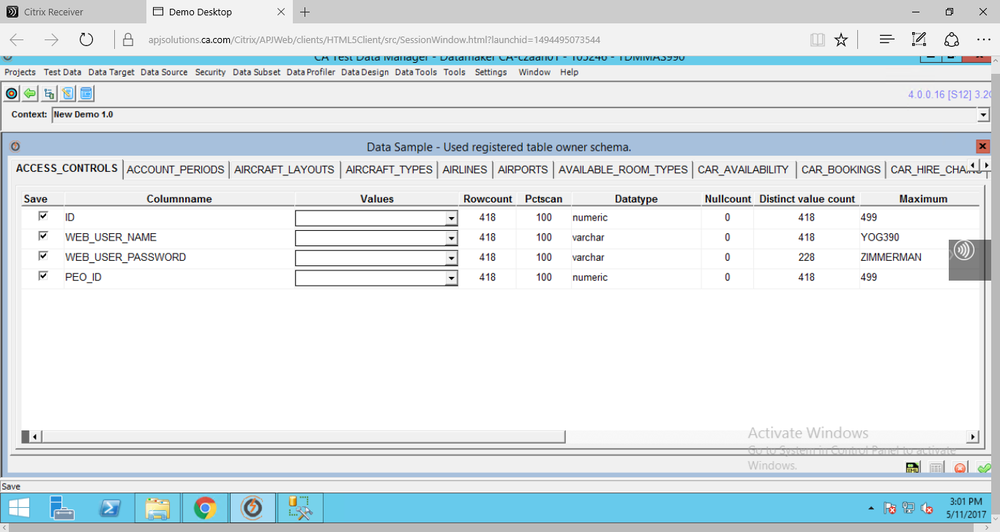 Citrix Receiver
Demo Desktop
apjsolutions.ca.com/Citrix/APJWeb/clients/HTML5Client/src/SessionWindow.html?launchid=1494495073544
CA Test Data Manager - Datamaker CA-czaan01 - 105246 - TDMMAS990
Projects Test Data Data Target Data Source Security Data Subset Data Profiler Data Design Data Tools Tools Settings Window Help
4.0.0.16 [S12] 3.2
Context: New Demo 1.0
Data Sample - Used registered table owner schema.
ACCESS_CONTROLS ACCOUNT_PERIODS AIRCRAFT_LAYOUTS AIRCRAFT_TYPES AIRLINES AIRPORTS AVAILABLE_ROOM_TYPES CAR_AVAILABILITY CAR_BOOKINGS CAR_HIRE_CHAINS
Save Columnname Values Rowcount Pctscan Datatype Nullcount Distinct value count Maximum
ID 418 100 numeric 0 418 499
WEB_USER_NAME 418 100 varchar 0 418 YOG390
WEB_USER_PASSWORD 418 100 varchar 0 228 ZIMMERMAN
PEO_ID 418 100 numeric 0 418 499
Activate Windows
Go to System in Control Panel to activate
Windows.
XML
Save
3:01 PM
5/11/2017